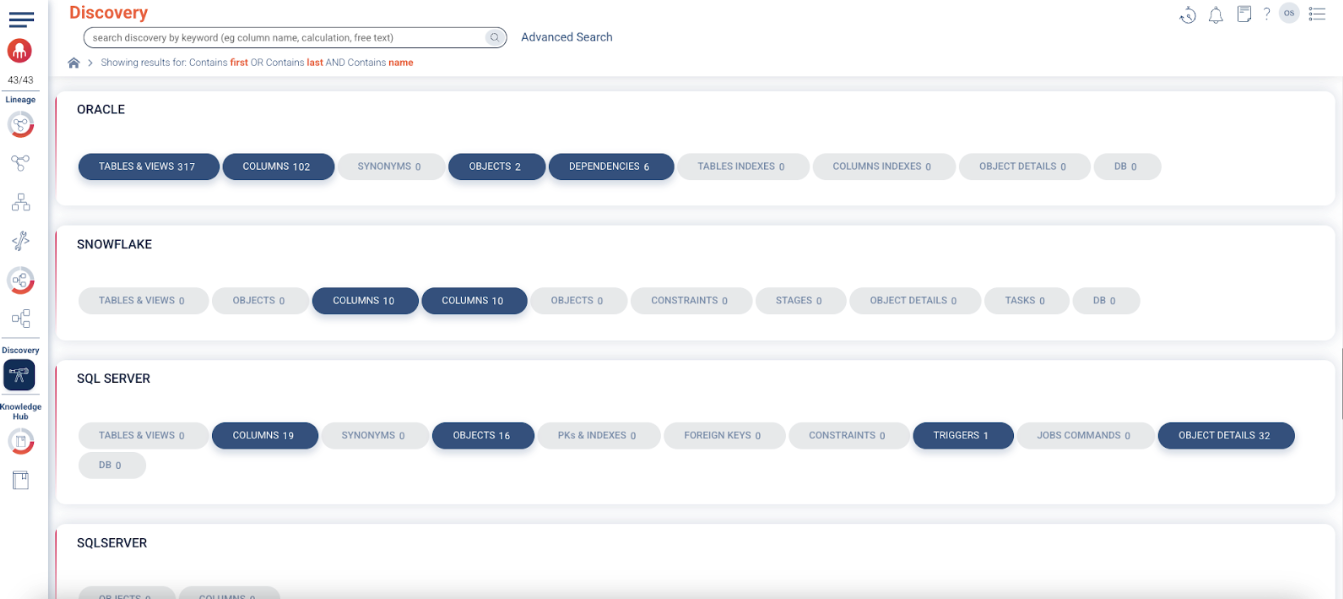 Discovery
search discovery by keyword (eg column name, calculation, free text)
Advanced Search
?
OS
Showing results for: Contains first OR Contains last AND Contains name
43/43
Lineage
Discovery
Knowledge
Hub
ORACLE
TABLES & VIEWS 317 COLUMNS 102 SYNONYMS 0 OBJECTS 2 DEPENDENCIES 6 TABLES INDEXES 0 COLUMNS INDEXES 0 OBJECT DETAILS 0 DB 0
SNOWFLAKE
TABLES & VIEWS 0 OBJECTS 0 COLUMNS 10 COLUMNS 10 OBJECTS 0 CONSTRAINTS 0 STAGES 0 OBJECT DETAILS 0 TASKS 0 DB 0
SQL SERVER
TABLES & VIEWS 0 COLUMNS 19 SYNONYMS 0 OBJECTS 16 PKs & INDEXES 0 FOREIGN KEYS 0 CONSTRAINTS 0 TRIGGERS 1 JOBS COMMANDS 0 OBJECT DETAILS 32
DB 0
SQLSERVER
OBJECTS 0 COLUMNS 0